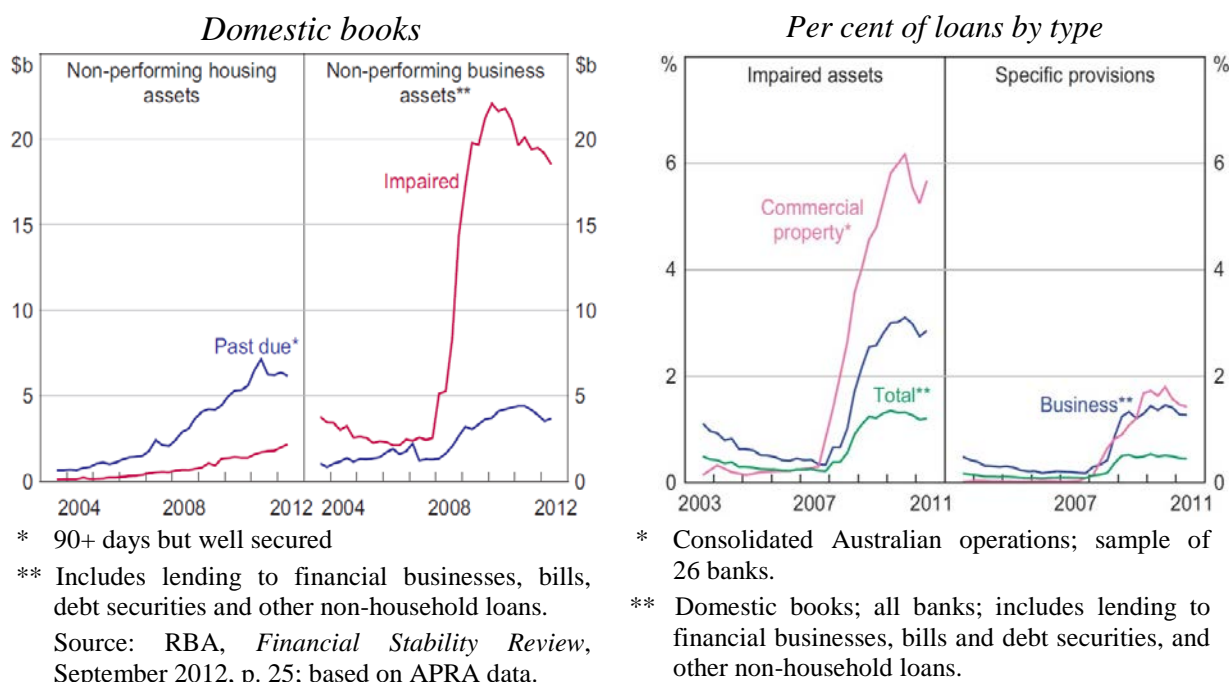 Domestic books
$b
Non-performing housing
assets
Non-performing business
assets**
$b
20
20
Impaired
15
15
10
10
Past due*
5
5
0
0
2004
2008
2012
2004
2008
2012
* 90+ days but well secured
** Includes lending to financial businesses, bills,
debt securities and other non-household loans.
Source: RBA, Financial Stability Review,
September 2012, p. 25; based on APRA data.
Per cent of loans by type
%
Impaired assets
Specific provisions
%
6
6
Commercial
property*
4
4
2
2
Total**
Business**
0
0
2003
2007
2011
2007
2011
* Consolidated Australian operations; sample of
26 banks.
** Domestic books; all banks; includes lending to
financial businesses, bills and debt securities, and
other non-household loans.